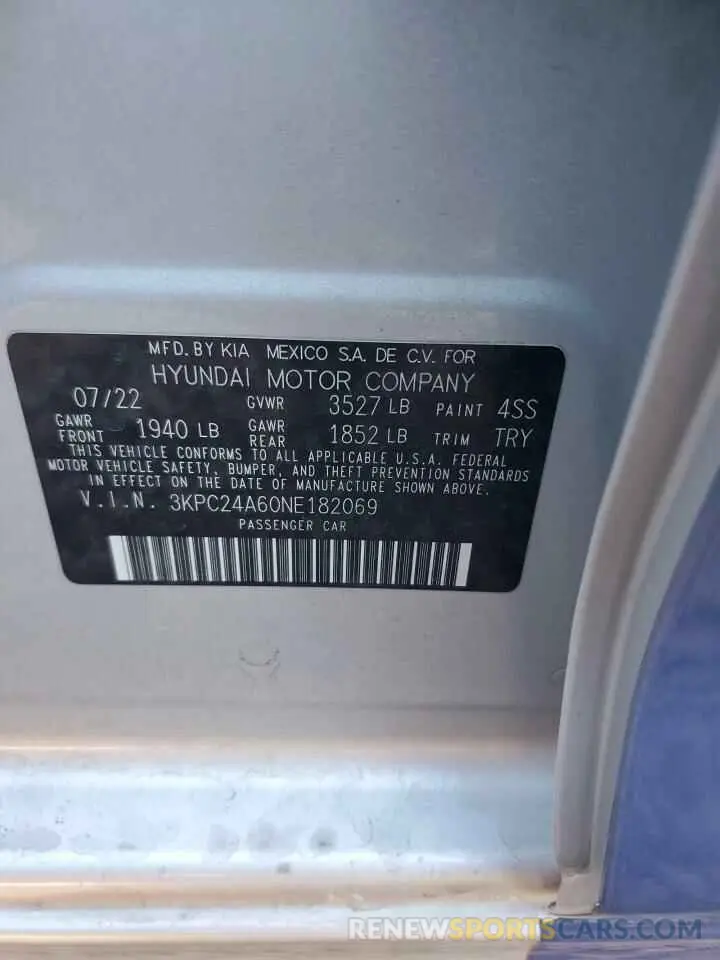 MFD. BY KIA MEXICO S.A. DE C.V. FOR
HYUNDAI MOTOR COMPANY
07/22 GVWR 3527 LB PAINT 4SS
GAWR FRONT 1940 LB GAWR REAR 1852 LB TRIM TRY
THIS VEHICLE CONFORMS TO ALL APPLICABLE U.S.A. FEDERAL
MOTOR VEHICLE SAFETY, BUMPER, AND THEFT PREVENTION STANDARDS
IN EFFECT ON THE DATE OF MANUFACTURE SHOWN ABOVE.
V.I.N. 3KPC24A60NE182069
PASSENGER CAR
RENEWSPORTSCARS.COM